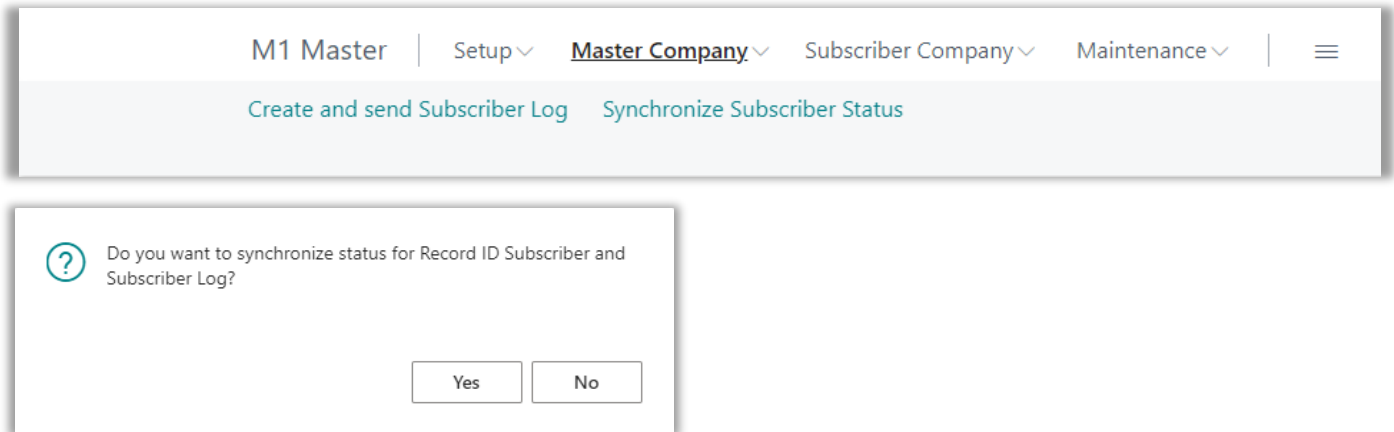 M1 Master Setup Master Company Subscriber Company Maintenance
Create and send Subscriber Log Synchronize Subscriber Status
Do you want to synchronize status for Record ID Subscriber and
Subscriber Log?
Yes No